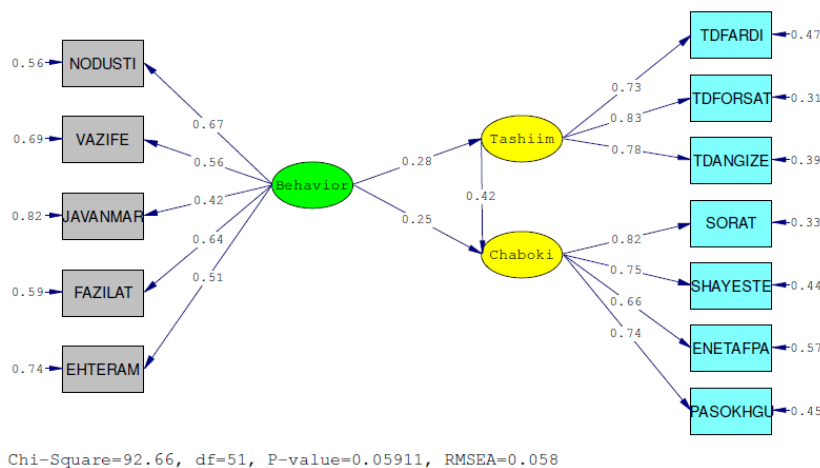 0.56
NODUSTI
0.69
VAZIFE
0.82
JAVANMAR
0.59
FAZILAT
0.74
EHTERAM
0.67
0.56
0.42
0.64
0.51
Behavior
0.28
0.25
Tashiim
0.42
Chaboki
0.73
0.83
0.78
0.82
0.75
0.66
0.74
TDFARDI
0.47
TDFORSAT
0.31
TDANGIZE
0.39
SORAT
0.33
SHAYESTE
0.44
ENETAFPA
0.57
PASOKHGU
0.45
Chi-Square=92.66, df=51, P-value=0.05911, RMSEA=0.058